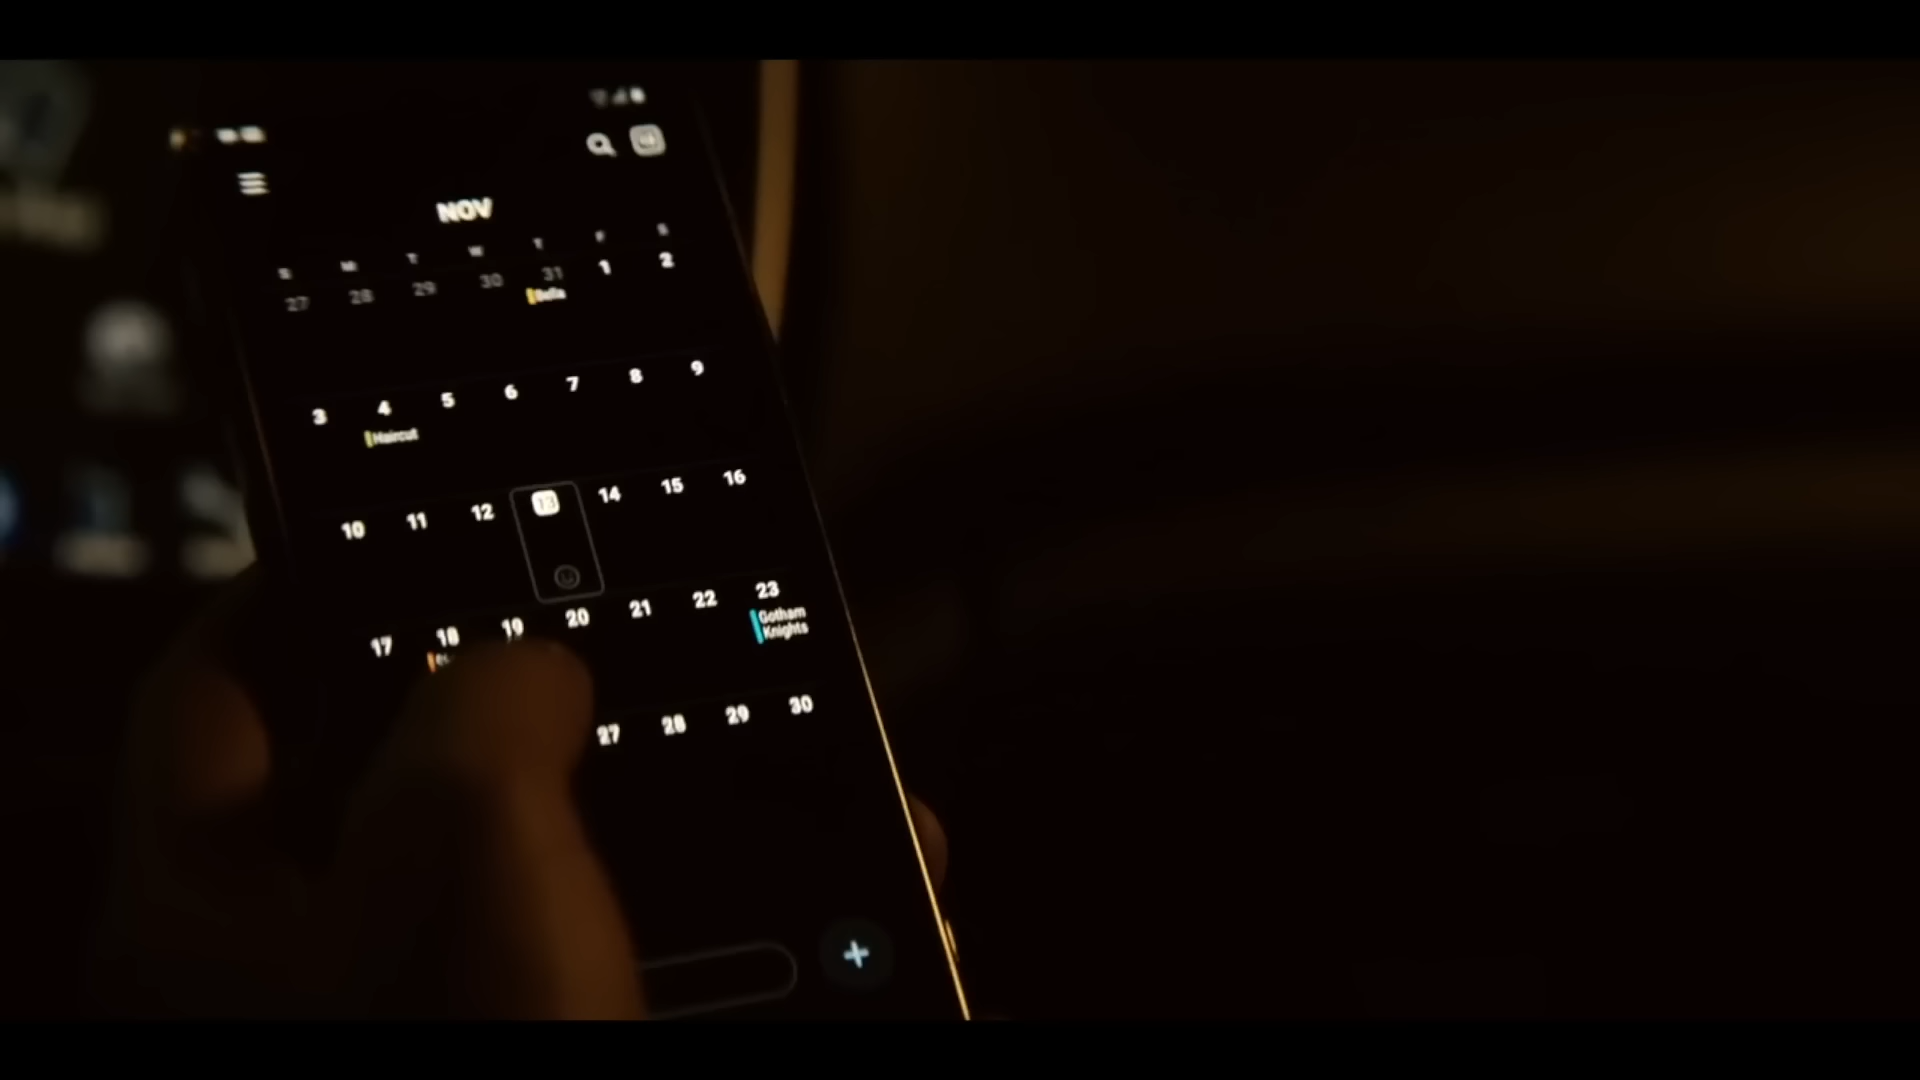 NOV
S M T W T F S
27 28 29 30 31 1 2
3 4 5 6 7 8 9
Haircut
10 11 12 13 14 15 16
17 18 19 20 21 22 23
Gotham
Knights
27 28 29 30